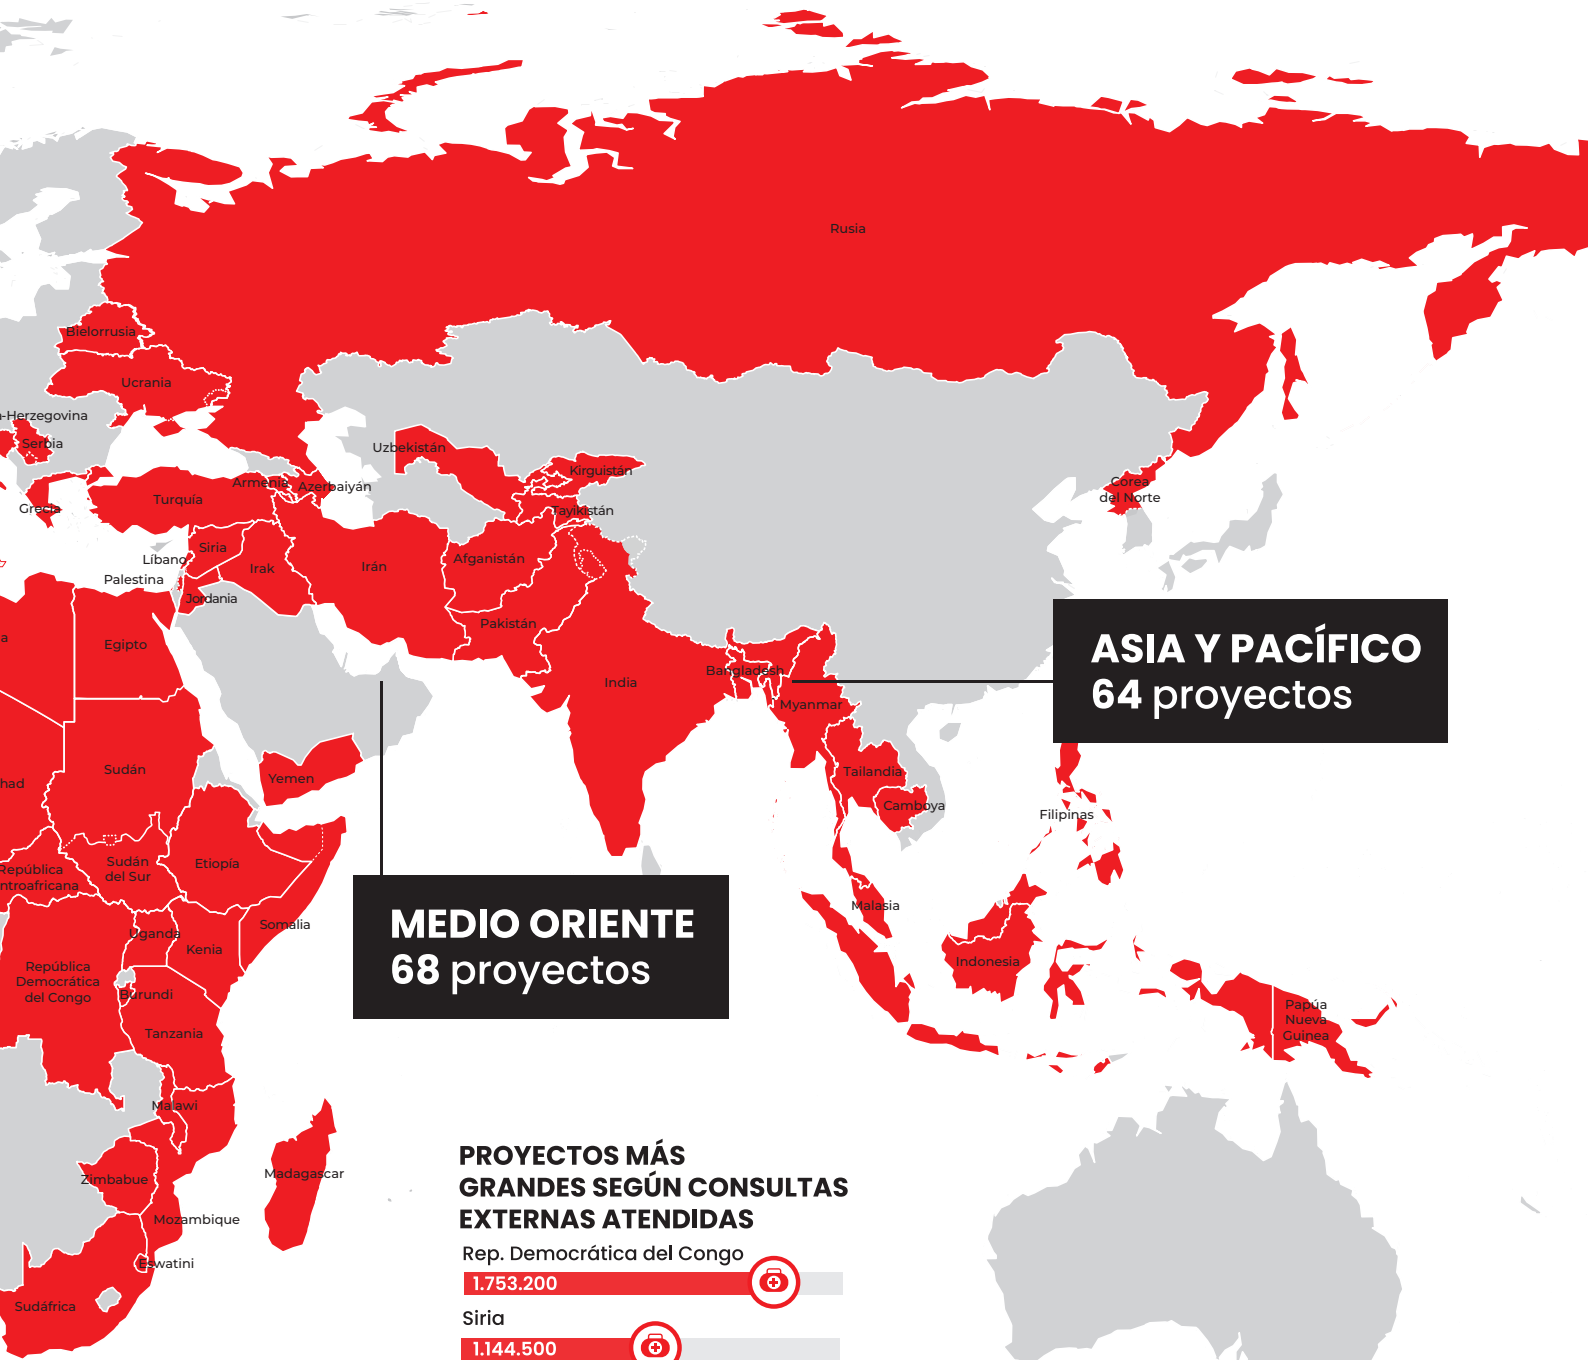 Rusia
Bielorrusia
Ucrania
-Herzegovina
Serbia
Grecia
Turquía
Armenia
Azerbaiyán
Uzbekistán
Kirguistán
Tayikistán
Corea
del Norte
Siria
Líbano
Palestina
Jordania
Irak
Irán
Afganistán
Pakistán
a
Egipto
India
Bangladesh
Myanmar
ASIA Y PACÍFICO
64 proyectos
had
Sudán
Yemen
Tailandia
Camboya
Filipinas
República
ntroafricana
Sudán
del Sur
Etiopía
Somalia
Malasia
MEDIO ORIENTE
68 proyectos
Uganda
Kenia
República
Democrática
del Congo
Burundi
Tanzania
Indonesia
Papúa
Nueva
Guinea
Malawi
Zimbabue
Madagascar
Mozambique
Eswatini
Sudáfrica
PROYECTOS MÁS
GRANDES SEGÚN CONSULTAS
EXTERNAS ATENDIDAS
Rep. Democrática del Congo
1.753.200
Siria
1.144.500